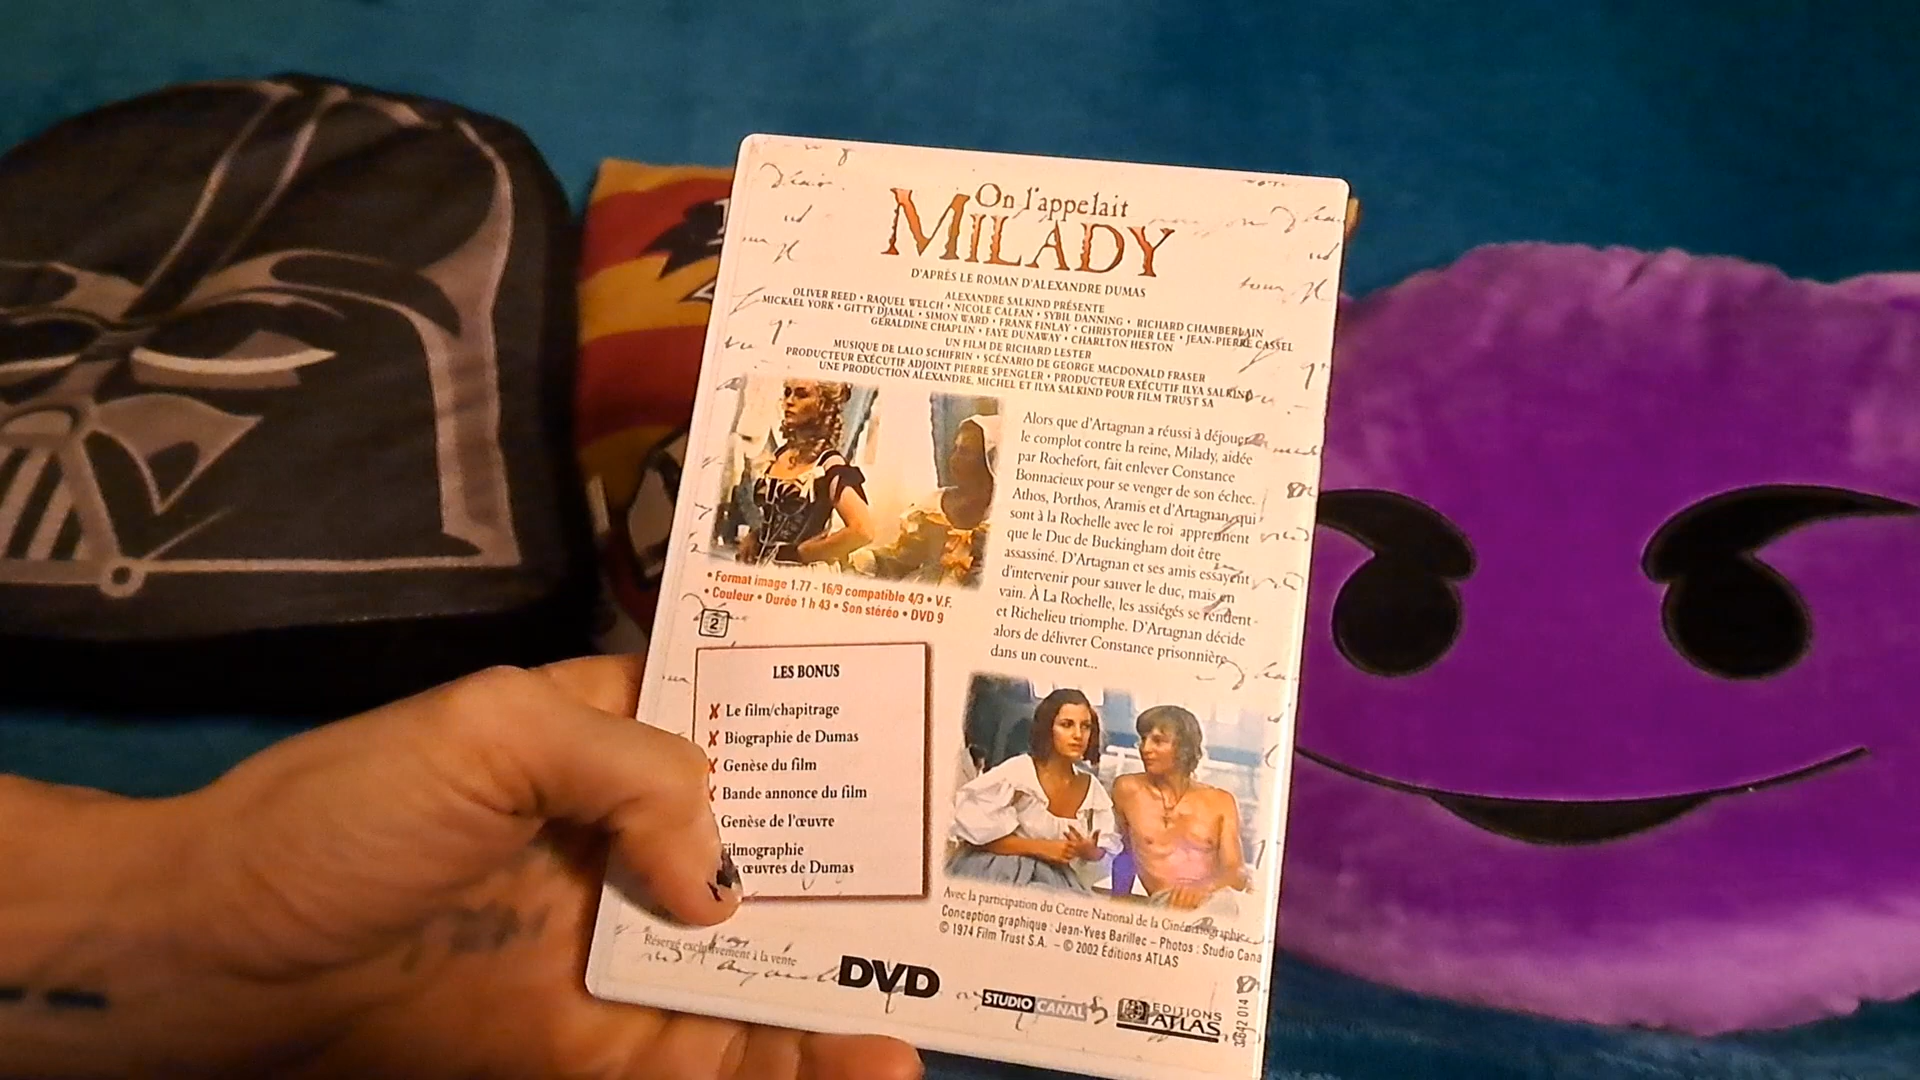 On l'appelait
MILADY
D'APRÈS LE ROMAN D'ALEXANDRE DUMAS
ALEXANDRE SALKIND PRÉSENTE
OLIVER REED • RAQUEL WELCH • NICOLE CALFAN • SYBIL DANNING • RICHARD CHAMBERLAIN
MICKAEL YORK • GITTY DJAMAL • SIMON WARD • FRANK FINLAY • CHRISTOPHER LEE • JEAN-PIERRE CASSEL
GÉRALDINE CHAPLIN • FAYE DUNAWAY • CHARLTON HESTON
UN FILM DE RICHARD LESTER
MUSIQUE DE LALO SCHIFRIN • SCÉNARIO DE GEORGE MACDONALD FRASER
PRODUCTEUR EXÉCUTIF ADJOINT PIERRE SPENGLER • PRODUCTEUR EXÉCUTIF ILYA SALKIND
UNE PRODUCTION ALEXANDRE, MICHEL ET ILYA SALKIND POUR FILM TRUST SA
Alors que d'Artagnan a réussi à déjouer
le complot contre la reine, Milady, aidée
par Rochefort, fait enlever Constance
Bonnacieux pour se venger de son échec.
Athos, Porthos, Aramis et d'Artagnan, qui
sont à la Rochelle avec le roi apprennent
que le Duc de Buckingham doit être
assassiné. D'Artagnan et ses amis essayent
d'intervenir pour sauver le duc, mais en
vain. À La Rochelle, les assiégés se rendent
et Richelieu triomphe. D'Artagnan décide
alors de délivrer Constance prisonnière
dans un couvent...
• Format image 1.77 - 16/9 compatible 4/3 • V.F.
• Couleur • Durée 1 h 43 • Son stéréo • DVD 9
2
LES BONUS
Le film/chapitrage
Biographie de Dumas
Genèse du film
Bande annonce du film
Genèse de l'œuvre
ilmographie
œuvres de Dumas
Avec la participation du Centre National de la Cinématographie
Conception graphique : Jean-Yves Barillec – Photos : Studio Cana
© 1974 Film Trust S.A. – © 2002 Éditions ATLAS
Réservé exclusivement à la vente
DVD
STUDIO CANAL
EDITIONS
ATLAS